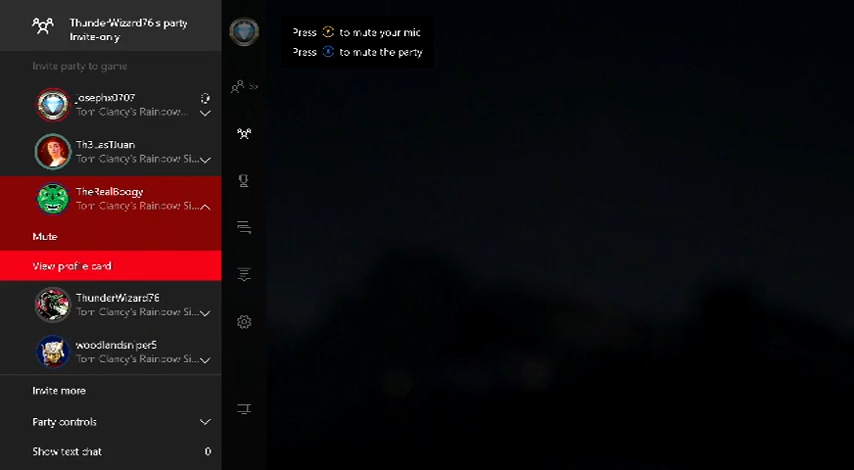 ThunderWizard76's party
Invite-only
Invite party to game
Josephx0707
Tom Clancy's Rainbow...
Th3LasTJuan
Tom Clancy's Rainbow Si...
TheRealBoogy
Tom Clancy's Rainbow Si...
Mute
View profile card
ThunderWizard76
Tom Clancy's Rainbow Si...
woodlandsniper5
Tom Clancy's Rainbow Si...
Invite more
Party controls
Show text chat 0
Press Y to mute your mic
Press X to mute the party